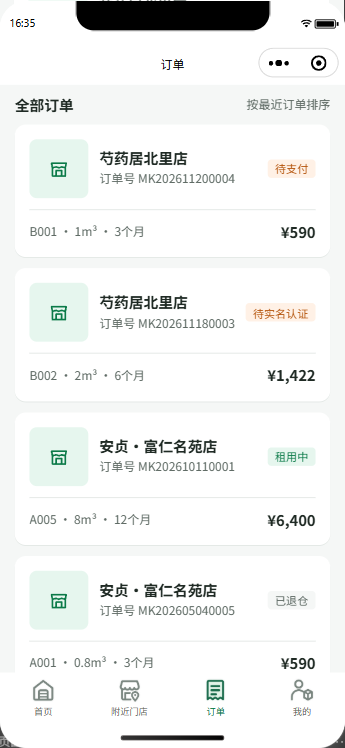 16:35
订单
全部订单
按最近订单排序
芍药居北里店
订单号 MK202611200004
待支付
B001 · 1m³ · 3个月
¥590
芍药居北里店
订单号 MK202611180003
待实名认证
B002 · 2m³ · 6个月
¥1,422
安贞·富仁名苑店
订单号 MK202610110001
租用中
A005 · 8m³ · 12个月
¥6,400
安贞·富仁名苑店
订单号 MK202605040005
已退仓
A001 · 0.8m³ · 3个月
¥590
首页
附近门店
订单
我的